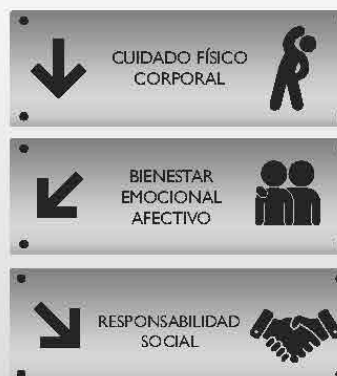 CUIDADO FÍSICO
CORPORAL
BIENESTAR
EMOCIONAL
AFECTIVO
RESPONSABILIDAD
SOCIAL